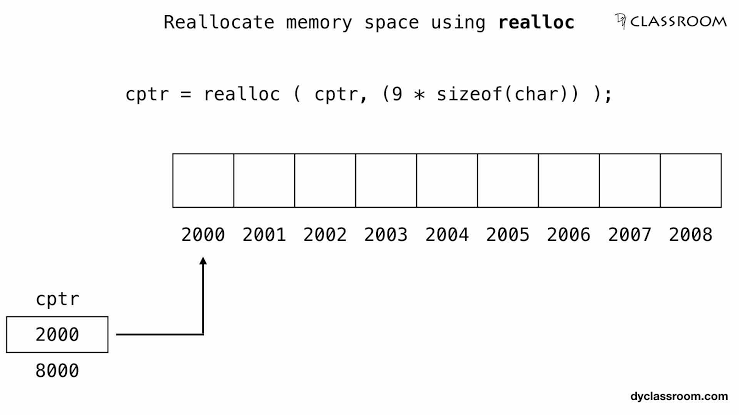 Reallocate memory space using realloc
CLASSROOM
cptr = realloc ( cptr, (9 * sizeof(char)) );
2000 2001 2002 2003 2004 2005 2006 2007 2008
cptr
2000
8000
dyclassroom.com